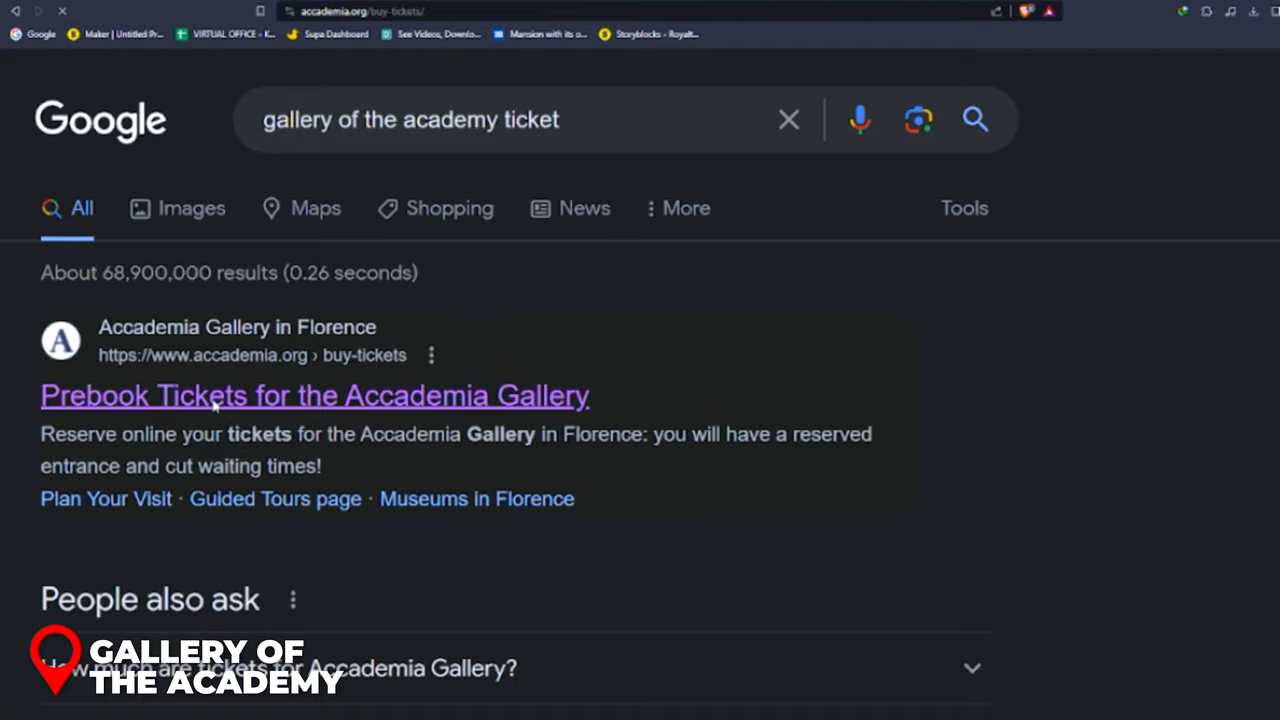 accademia.org/buy-tickets/
Google Maker | Untitled Pr... VIRTUAL OFFICE - K... Supa Dashboard See Videos, Downlo... Mansion with its o... Storyblocks - Royalt...
Google gallery of the academy ticket
All Images Maps Shopping News More Tools
About 68,900,000 results (0.26 seconds)
A
Accademia Gallery in Florence
https://www.accademia.org › buy-tickets
Prebook Tickets for the Accademia Gallery
Reserve online your tickets for the Accademia Gallery in Florence: you will have a reserved
entrance and cut waiting times!
Plan Your Visit · Guided Tours page · Museums in Florence
People also ask
How much are tickets for Accademia Gallery?
GALLERY OF
THE ACADEMY